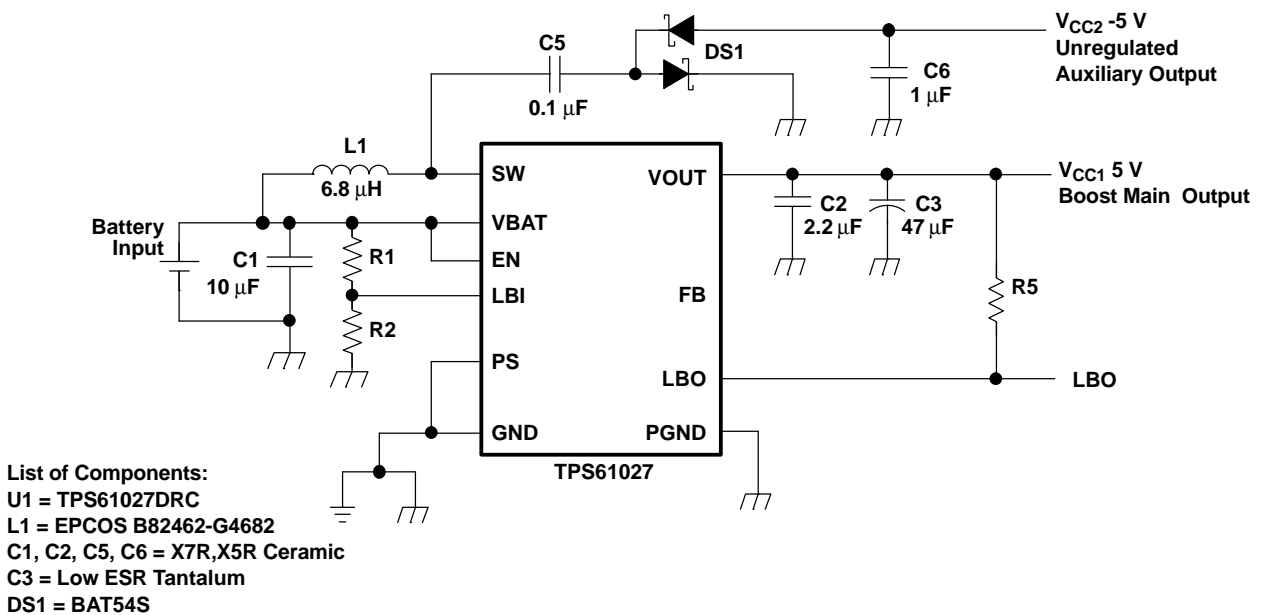 C5
0.1 μF
DS1
C6
1 μF
VCC2 -5 V
Unregulated
Auxiliary Output
L1
6.8 μH
SW
VBAT
EN
LBI
PS
GND
VOUT
FB
LBO
PGND
TPS61027
Battery
Input
C1
10 μF
R1
R2
C2
2.2 μF
C3
47 μF
VCC1 5 V
Boost Main Output
R5
LBO
List of Components:
U1 = TPS61027DRC
L1 = EPCOS B82462-G4682
C1, C2, C5, C6 = X7R,X5R Ceramic
C3 = Low ESR Tantalum
DS1 = BAT54S